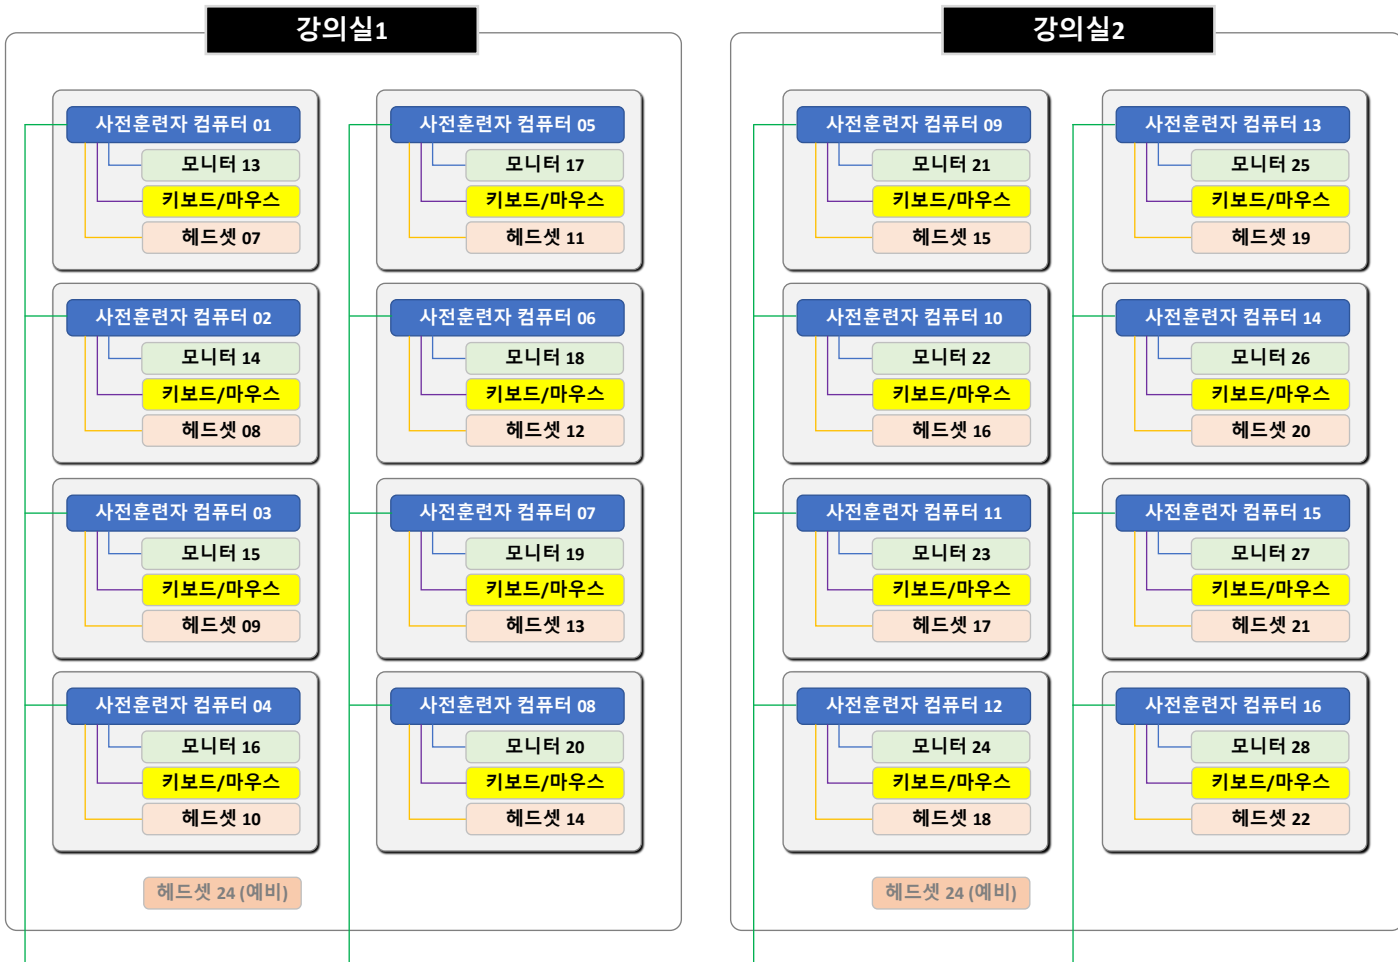 강의실1
사전훈련자 컴퓨터 01
모니터 13
키보드/마우스
헤드셋 07
사전훈련자 컴퓨터 02
모니터 14
키보드/마우스
헤드셋 08
사전훈련자 컴퓨터 03
모니터 15
키보드/마우스
헤드셋 09
사전훈련자 컴퓨터 04
모니터 16
키보드/마우스
헤드셋 10
사전훈련자 컴퓨터 05
모니터 17
키보드/마우스
헤드셋 11
사전훈련자 컴퓨터 06
모니터 18
키보드/마우스
헤드셋 12
사전훈련자 컴퓨터 07
모니터 19
키보드/마우스
헤드셋 13
사전훈련자 컴퓨터 08
모니터 20
키보드/마우스
헤드셋 14
헤드셋 24 (예비)
강의실2
사전훈련자 컴퓨터 09
모니터 21
키보드/마우스
헤드셋 15
사전훈련자 컴퓨터 10
모니터 22
키보드/마우스
헤드셋 16
사전훈련자 컴퓨터 11
모니터 23
키보드/마우스
헤드셋 17
사전훈련자 컴퓨터 12
모니터 24
키보드/마우스
헤드셋 18
사전훈련자 컴퓨터 13
모니터 25
키보드/마우스
헤드셋 19
사전훈련자 컴퓨터 14
모니터 26
키보드/마우스
헤드셋 20
사전훈련자 컴퓨터 15
모니터 27
키보드/마우스
헤드셋 21
사전훈련자 컴퓨터 16
모니터 28
키보드/마우스
헤드셋 22
헤드셋 24 (예비)